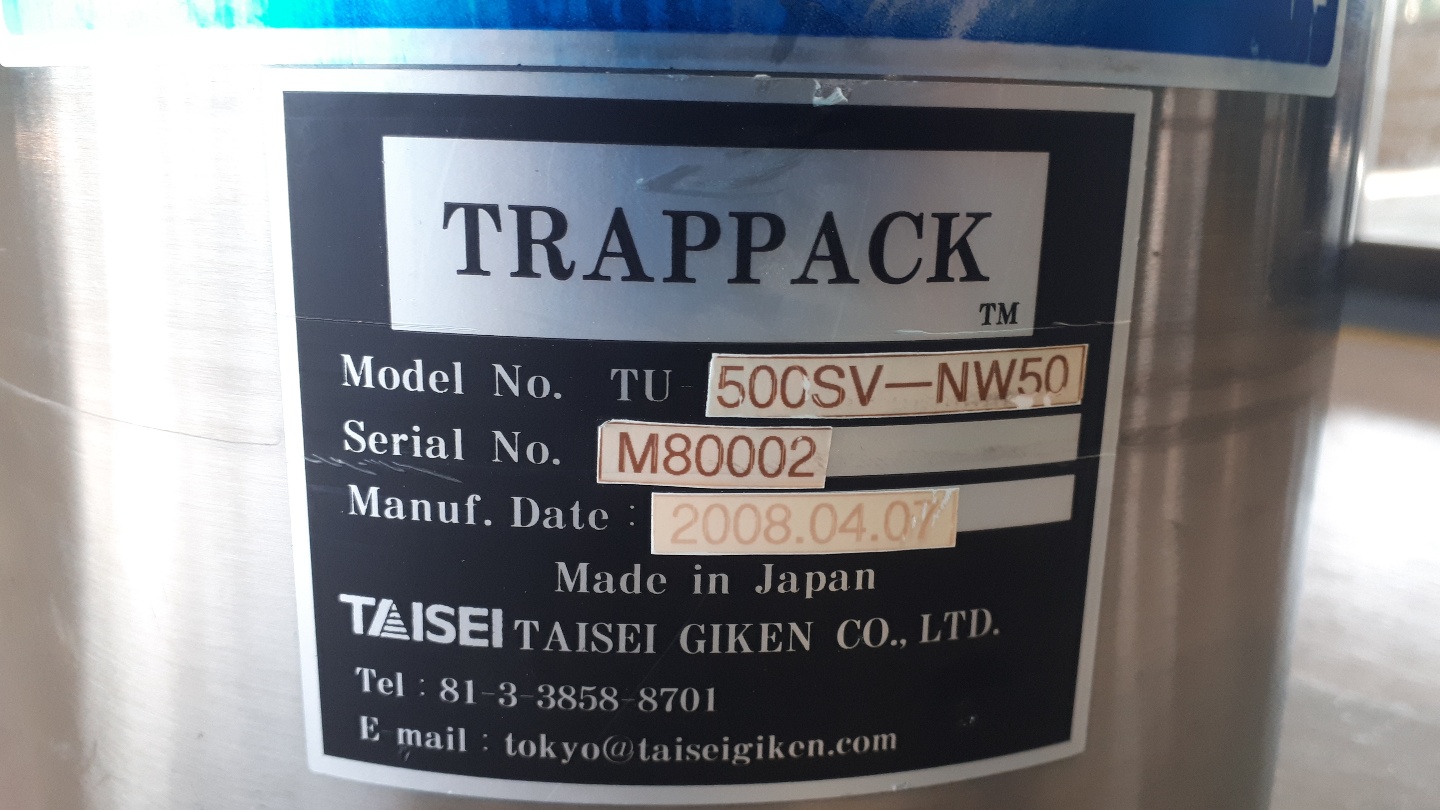 TRAPPACK
TM
Model No. TU-500SV-NW50
Serial No. M80002
Manuf. Date : 2008.04.07
Made in Japan
TAISEI TAISEI GIKEN CO., LTD.
Tel : 81-3-3858-8701
E-mail : tokyo@taiseigiken.com